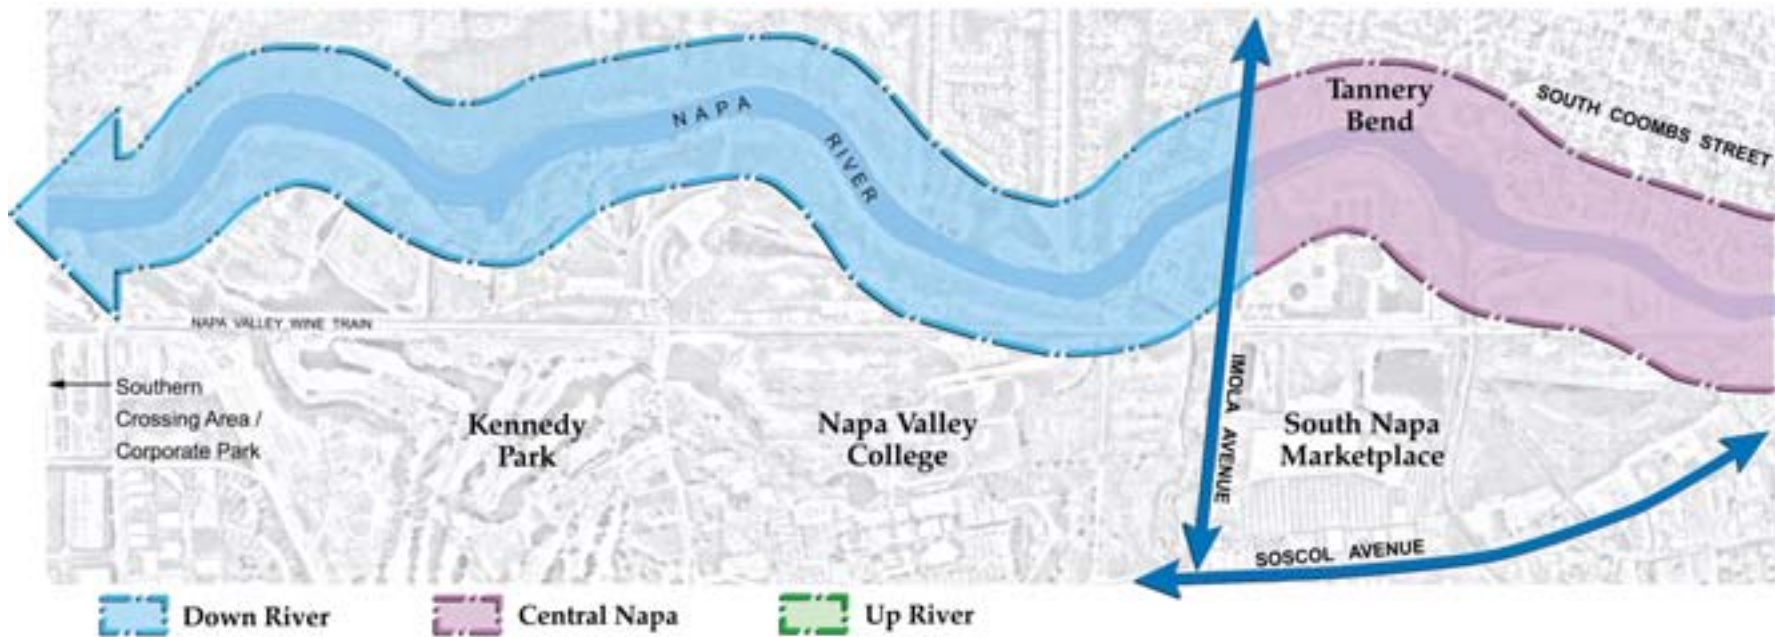 Tannery
Bend
SOUTH COOMBS STREET
NAPA
RIVER
NAPA VALLEY WINE TRAIN
IMOLA AVENUE
Southern
Crossing Area /
Corporate Park
Kennedy
Park
Napa Valley
College
South Napa
Marketplace
SOSCOL AVENUE
Down River
Central Napa
Up River